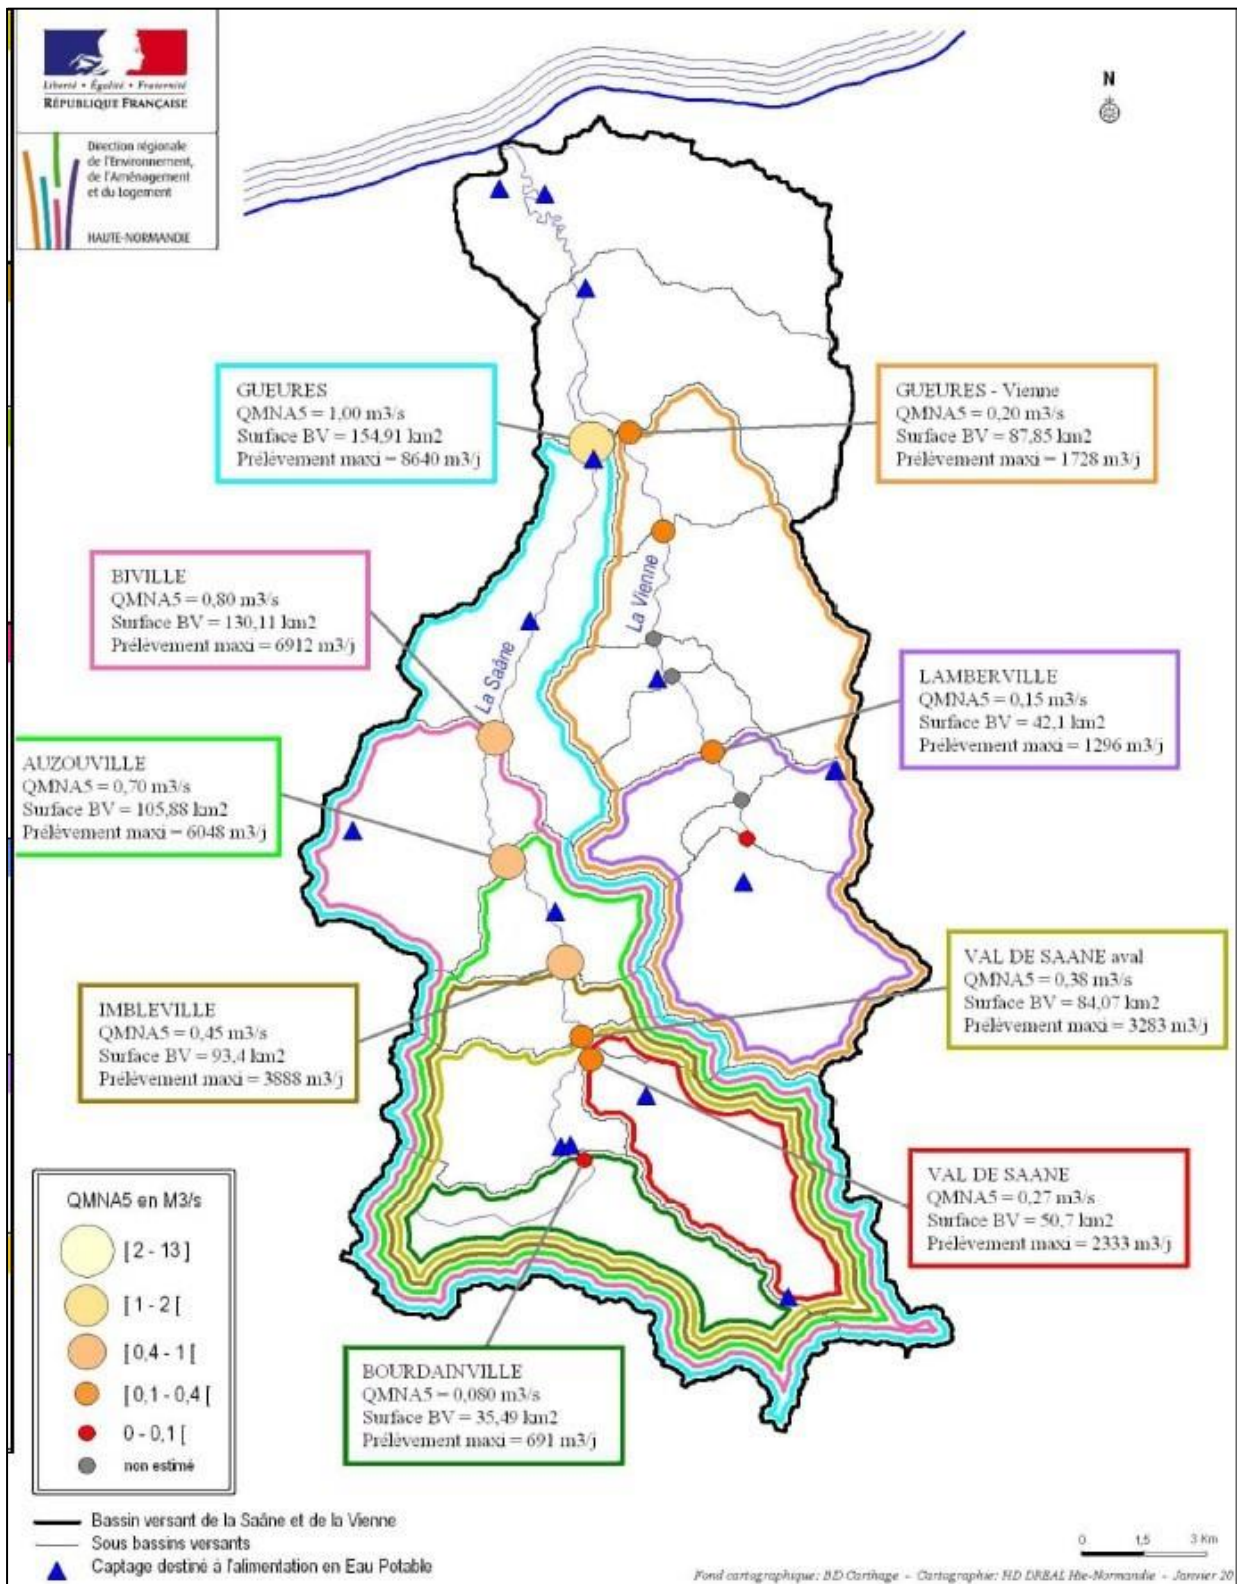 Liberté • Égalité • Fraternité
RÉPUBLIQUE FRANÇAISE
Direction régionale
de l'Environnement,
de l'Aménagement
et du Logement
HAUTE-NORMANDIE
N
GUEURES
QMNA5 = 1,00 m3/s
Surface BV = 154,91 km2
Prélèvement maxi = 8640 m3/j
GUEURES - Vienne
QMNA5 = 0,20 m3/s
Surface BV = 87,85 km2
Prélèvement maxi = 1728 m3/j
BIVILLE
QMNA5 = 0,80 m3/s
Surface BV = 130,11 km2
Prélèvement maxi = 6912 m3/j
La Vienne
La Saâne
LAMBERVILLE
QMNA5 = 0,15 m3/s
Surface BV = 42,1 km2
Prélèvement maxi = 1296 m3/j
AUZOUVILLE
QMNA5 = 0,70 m3/s
Surface BV = 105,88 km2
Prélèvement maxi = 6048 m3/j
VAL DE SAANE aval
QMNA5 = 0,38 m3/s
Surface BV = 84,07 km2
Prélèvement maxi = 3283 m3/j
IMBLEVILLE
QMNA5 = 0,45 m3/s
Surface BV = 93,4 km2
Prélèvement maxi = 3888 m3/j
VAL DE SAANE
QMNA5 = 0,27 m3/s
Surface BV = 50,7 km2
Prélèvement maxi = 2333 m3/j
BOURDAINVILLE
QMNA5 = 0,080 m3/s
Surface BV = 35,49 km2
Prélèvement maxi = 691 m3/j
QMNA5 en M3/s
[ 2 - 13 ]
[ 1 - 2 [
[ 0,4 - 1 [
[ 0,1 - 0,4 [
0 - 0,1 [
non estimé
Bassin versant de la Saâne et de la Vienne
Sous bassins versants
Captage destiné à l'alimentation en Eau Potable
0 1,5 3 Km
Fond cartographique: BD Carthage - Cartographie: HD DREAL Hte-Normandie - Janvier 20